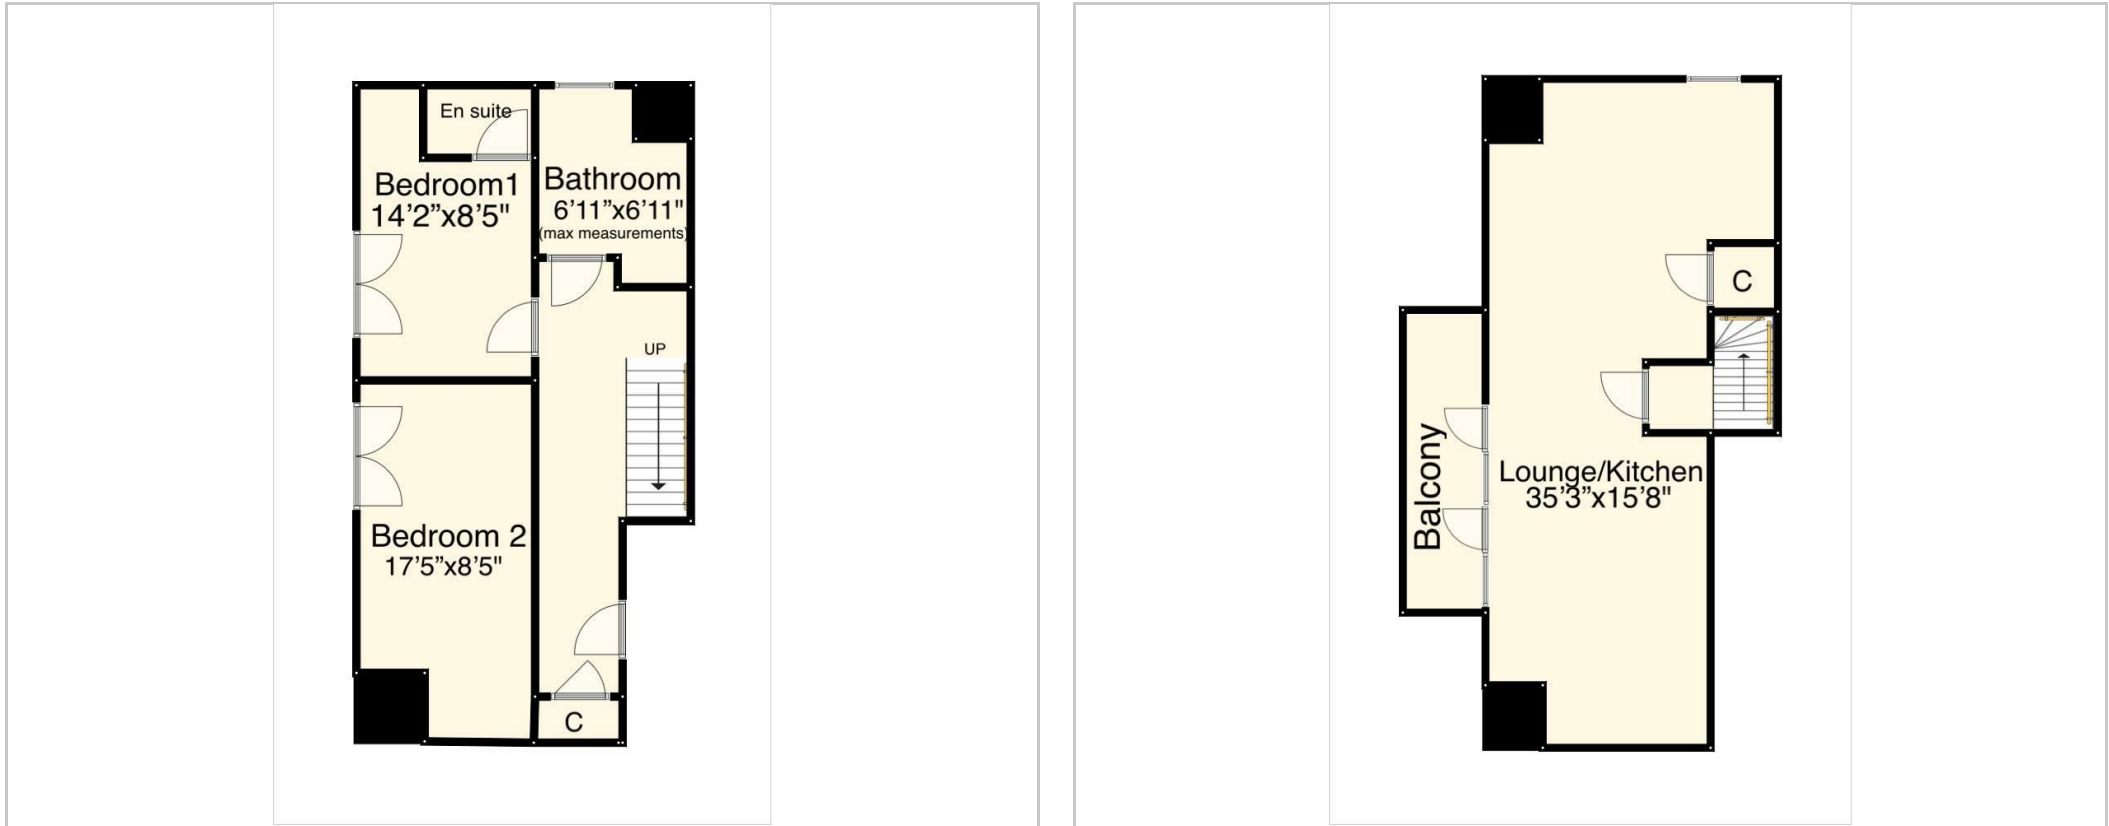 En suite
Bedroom1
14’2”x8’5"
Bathroom
6’11”x6’11"
(max measurements)
UP
Bedroom 2
17’5”x8’5"
C
C
Balcony
Lounge/Kitchen
35’3”x15’8"